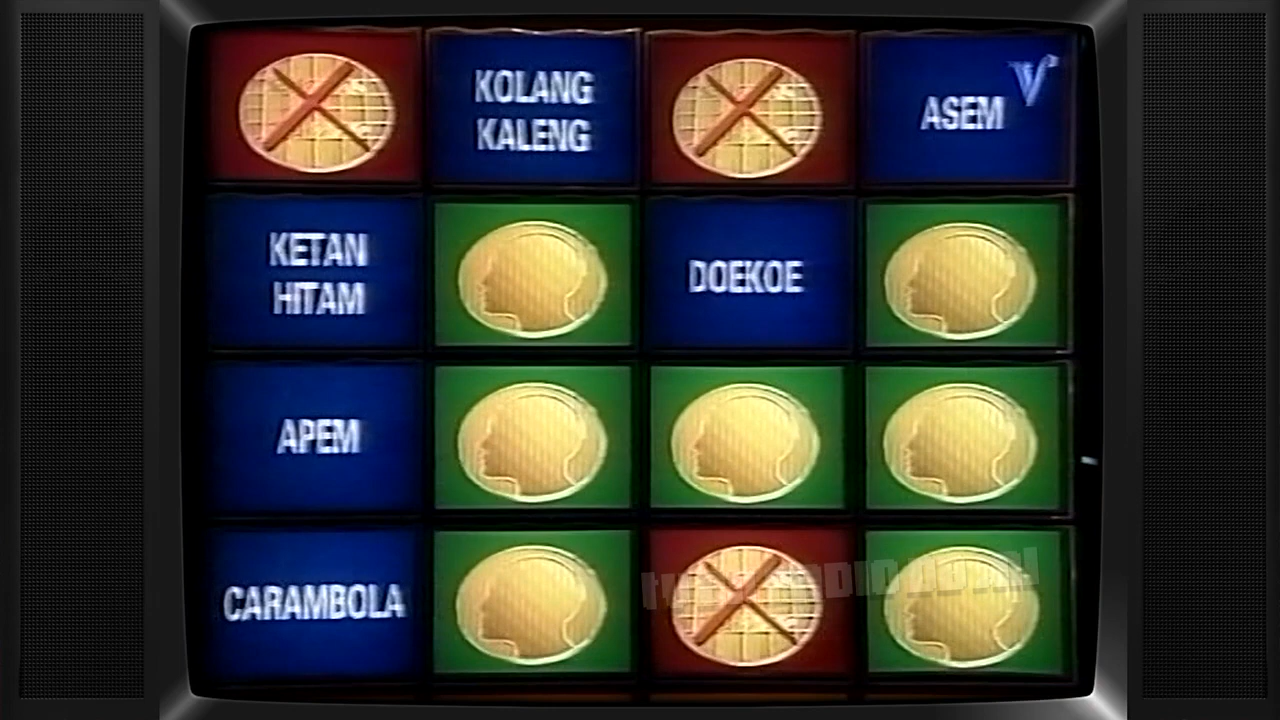 KOLANG
KALENG
ASEM
KETAN
HITAM
DOEKOE
APEM
CARAMBOLA